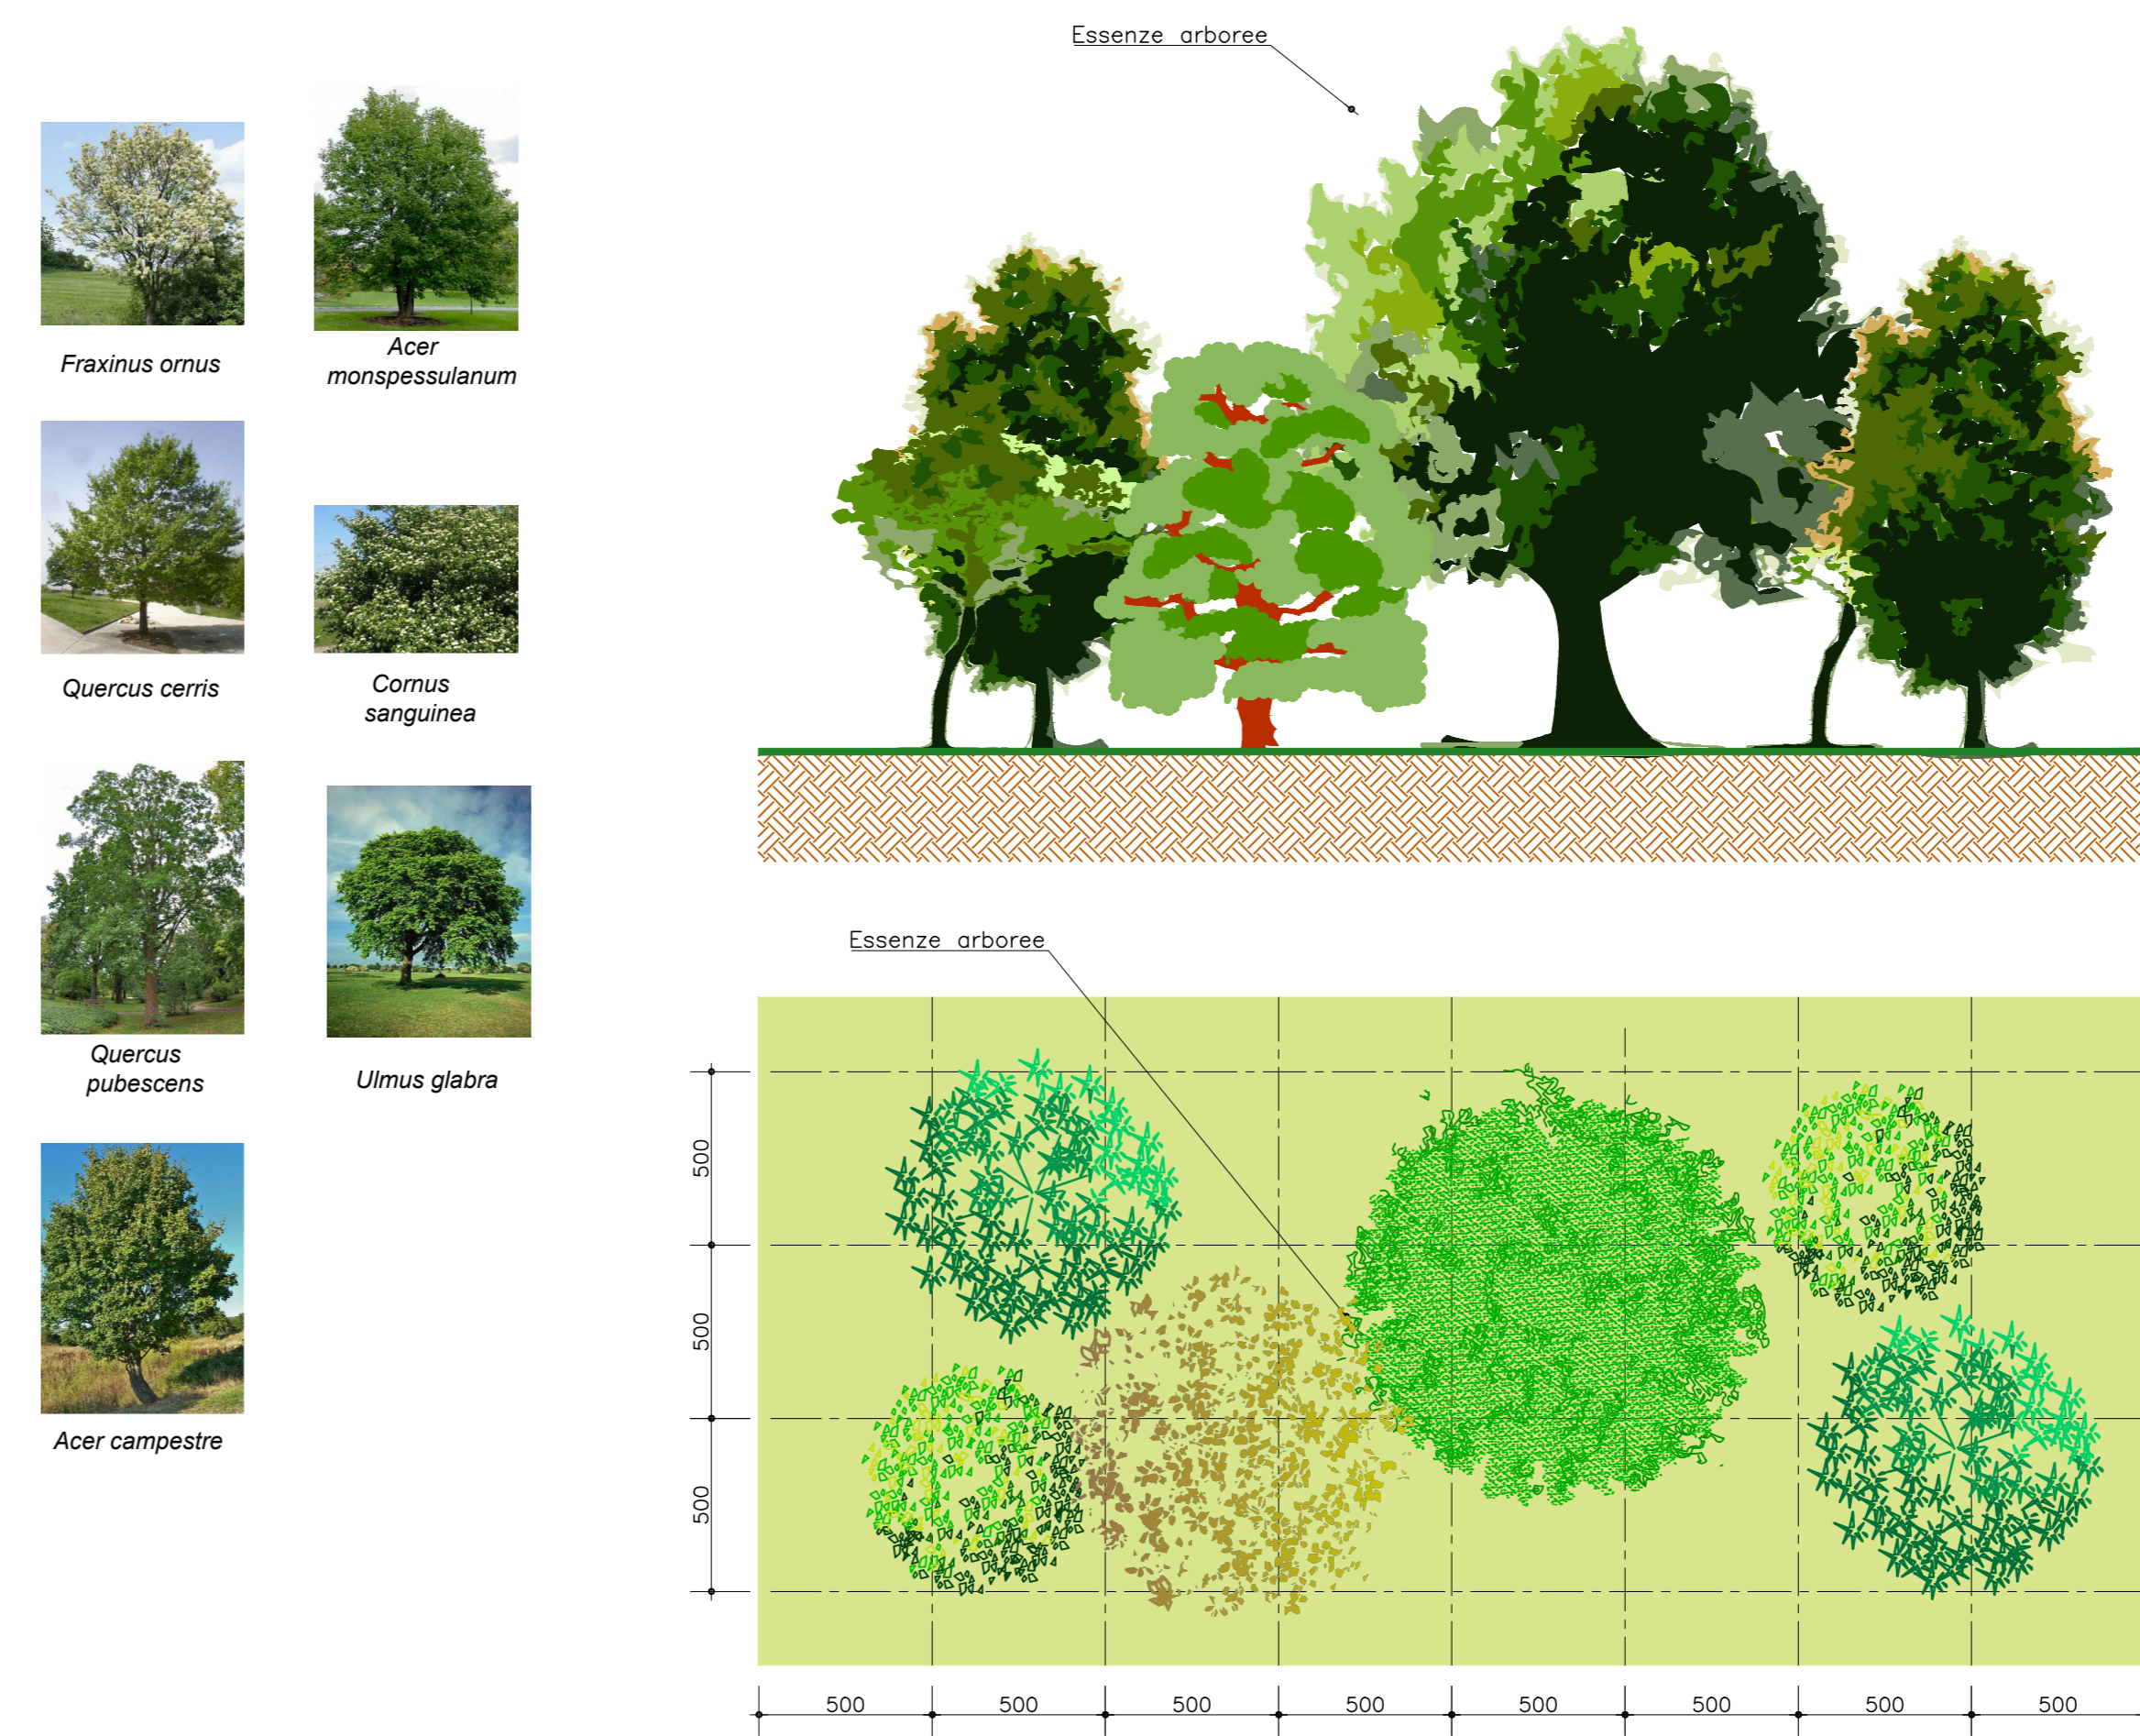 Essenze arboree
Fraxinus ornus
Acer
monspessulanum
Quercus cerris
Cornus
sanguinea
Quercus
pubescens
Ulmus glabra
Acer campestre
Essenze arboree
500
500
500
500 500 500 500 500 500 500 500